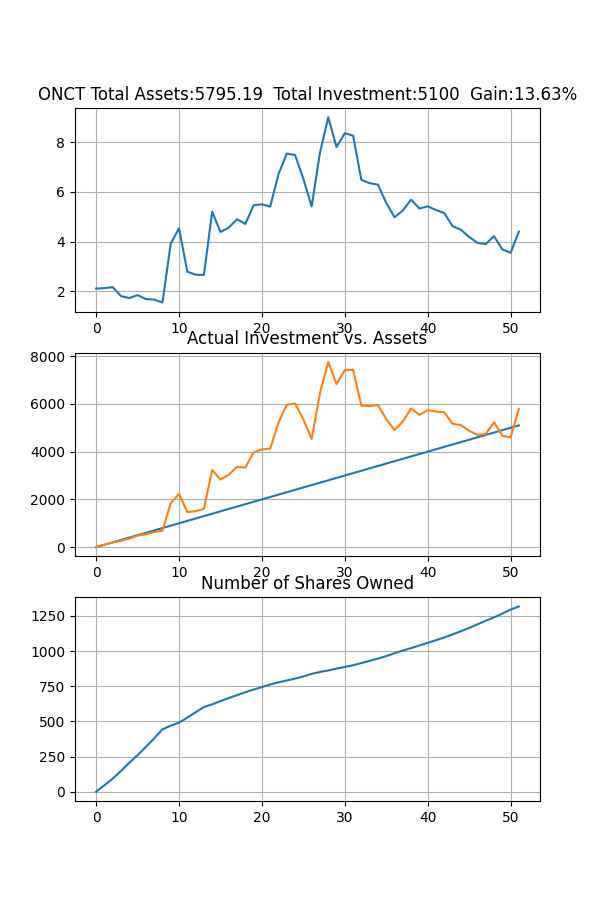 ONCT Total Assets:5795.19  Total Investment:5100  Gain:13.63%
8
6
4
2
0 10 20 30 40 50
Actual Investment vs. Assets
8000
6000
4000
2000
0
0 10 20 30 40 50
Number of Shares Owned
1250
1000
750
500
250
0
0 10 20 30 40 50